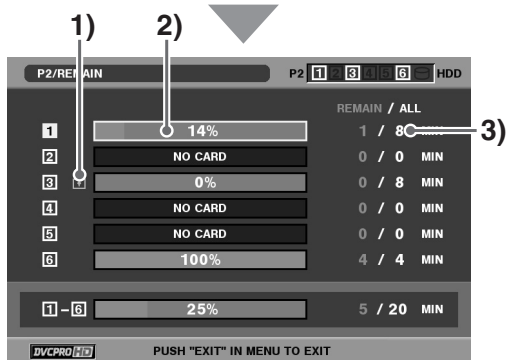 1) 2)
P2/REMAIN P2 1 2 3 4 5 6 HDD
REMAIN / ALL
1 14% 1 / 8 MIN 3)
2 NO CARD 0 / 0 MIN
3 0% 0 / 8 MIN
4 NO CARD 0 / 0 MIN
5 NO CARD 0 / 0 MIN
6 100% 4 / 4 MIN
1 - 6 25% 5 / 20 MIN
DVCPRO HD PUSH "EXIT" IN MENU TO EXIT